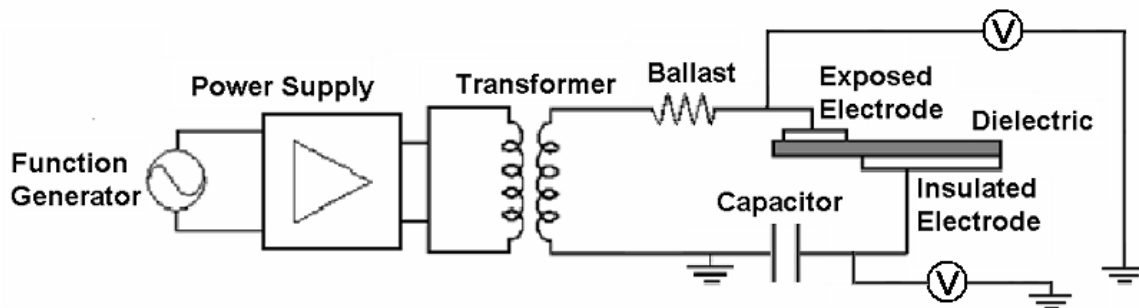 Power Supply
Transformer
Ballast
Exposed
Electrode
V
Dielectric
Function
Generator
Capacitor
Insulated
Electrode
V